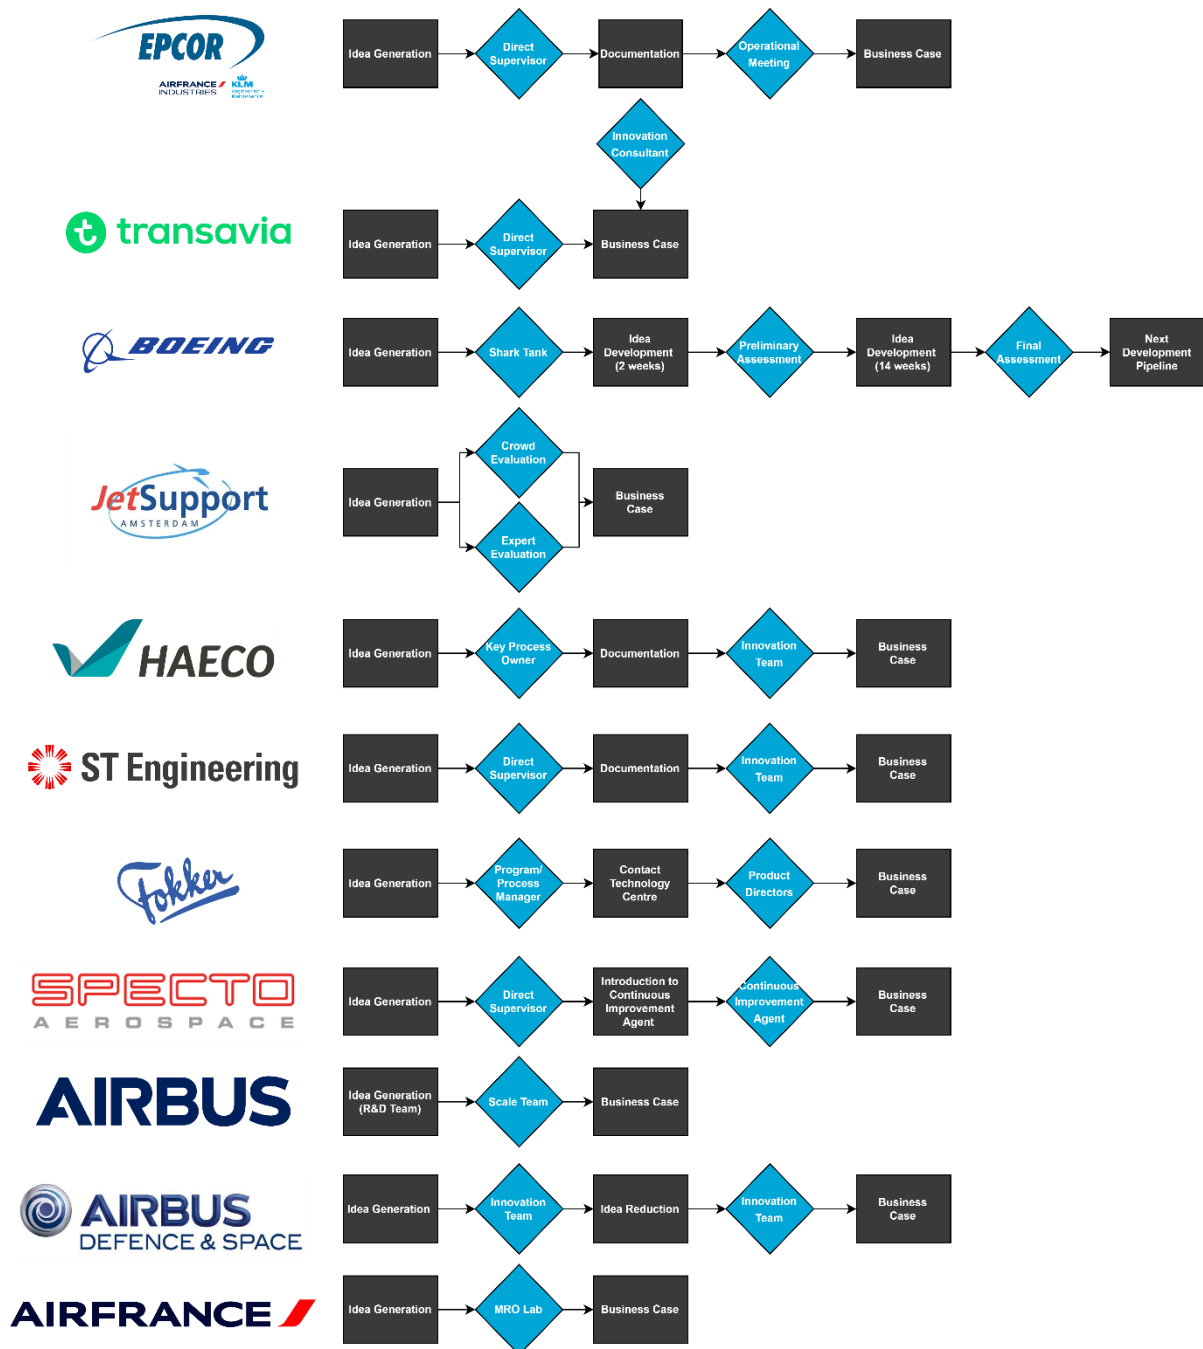 EPCOR
AIRFRANCE KLM
INDUSTRIES Engineering &
Maintenance
Idea Generation
Direct
Supervisor
Documentation
Operational
Meeting
Business Case
Innovation
Consultant
transavia
Idea Generation
Direct
Supervisor
Business Case
BOEING
Idea Generation
Shark Tank
Idea
Development
(2 weeks)
Preliminary
Assessment
Idea
Development
(14 weeks)
Final
Assessment
Next
Development
Pipeline
JetSupport
AMSTERDAM
Idea Generation
Crowd
Evaluation
Expert
Evaluation
Business
Case
HAECO
Idea Generation
Key Process
Owner
Documentation
Innovation
Team
Business
Case
ST Engineering
Idea Generation
Direct
Supervisor
Documentation
Innovation
Team
Business
Case
Fokker
Idea Generation
Program/
Process
Manager
Contact
Technology
Centre
Product
Directors
Business
Case
SPECTO
AEROSPACE
Idea Generation
Direct
Supervisor
Introduction to
Continuous
Improvement
Agent
Continuous
Improvement
Agent
Business
Case
AIRBUS
Idea Generation
(R&D Team)
Scale Team
Business Case
AIRBUS
DEFENCE & SPACE
Idea Generation
Innovation
Team
Idea Reduction
Innovation
Team
Business
Case
AIRFRANCE
Idea Generation
MRO Lab
Business Case